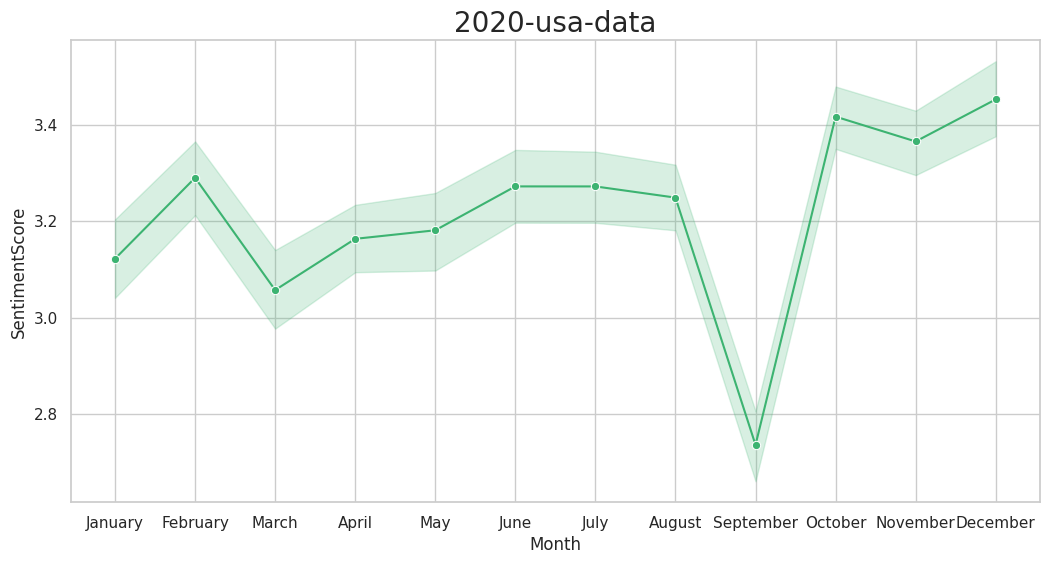 2020-usa-data
SentimentScore
3.4
3.2
3.0
2.8
January February March April May June July August September October November December
Month